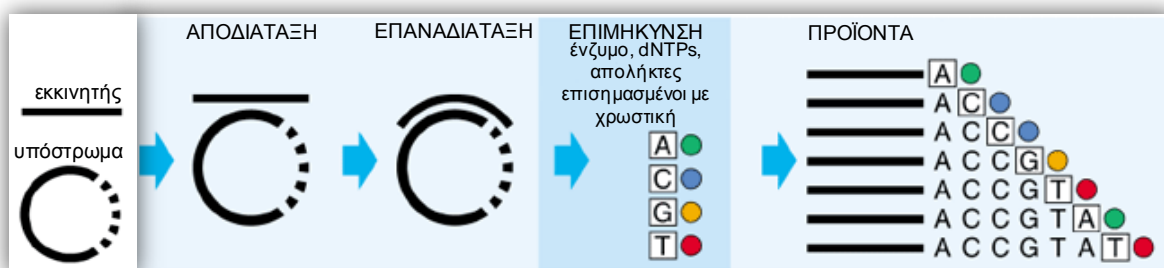 ΑΠΟΔΙΑΤΑΞΗ
ΕΠΑΝΑΔΙΑΤΑΞΗ
ΕΠΙΜΗΚΥΝΣΗ
ένζυμο, dNTPs,
απολήκτες
επισημασμένοι με
χρωστική
ΠΡΟΪΟΝΤΑ
εκκινητής
υπόστρωμα
A
C
G
T
A
A C
A C C
A C C G
A C C G T
A C C G T A
A C C G T A T